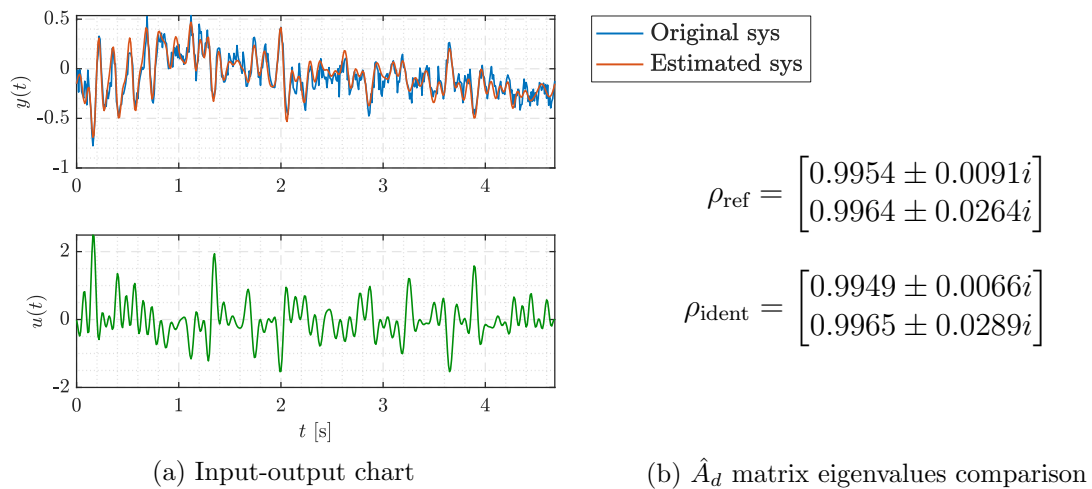 0.5
0
-0.5
-1
y(t)
0 1 2 3 4
2
0
-2
u(t)
0 1 2 3 4
t [s]
(a) Input-output chart
Original sys
Estimated sys
ρ_ref = [0.9954 ± 0.0091i
0.9964 ± 0.0264i]
ρ_ident = [0.9949 ± 0.0066i
0.9965 ± 0.0289i]
(b) Â_d matrix eigenvalues comparison